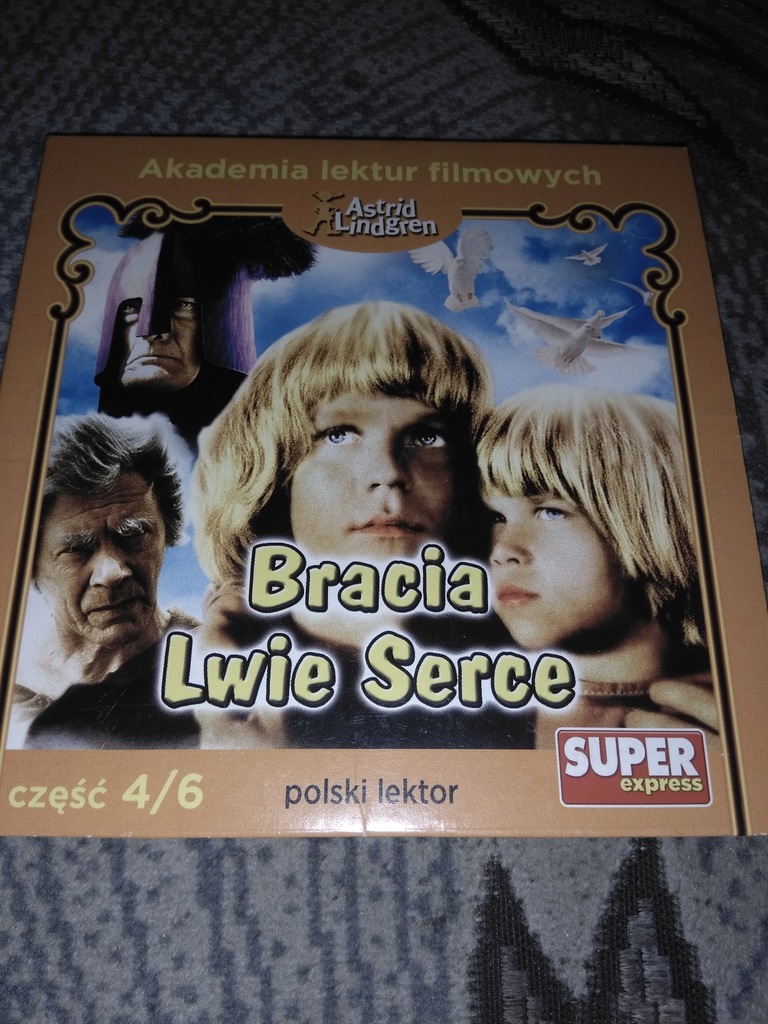 Akademia lektur filmowych
Astrid
Lindgren
Bracia
Lwie Serce
część 4/6
polski lektor
SUPER
express